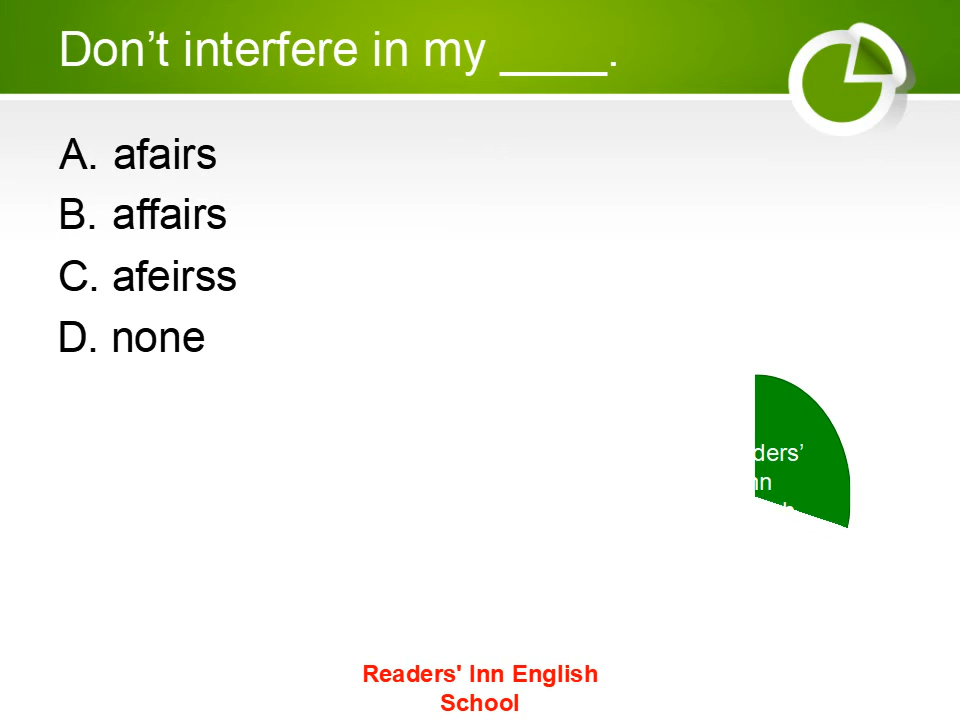 Don’t interfere in my ____.
A. afairs
B. affairs
C. afeirss
D. none
Readers' Inn English
School